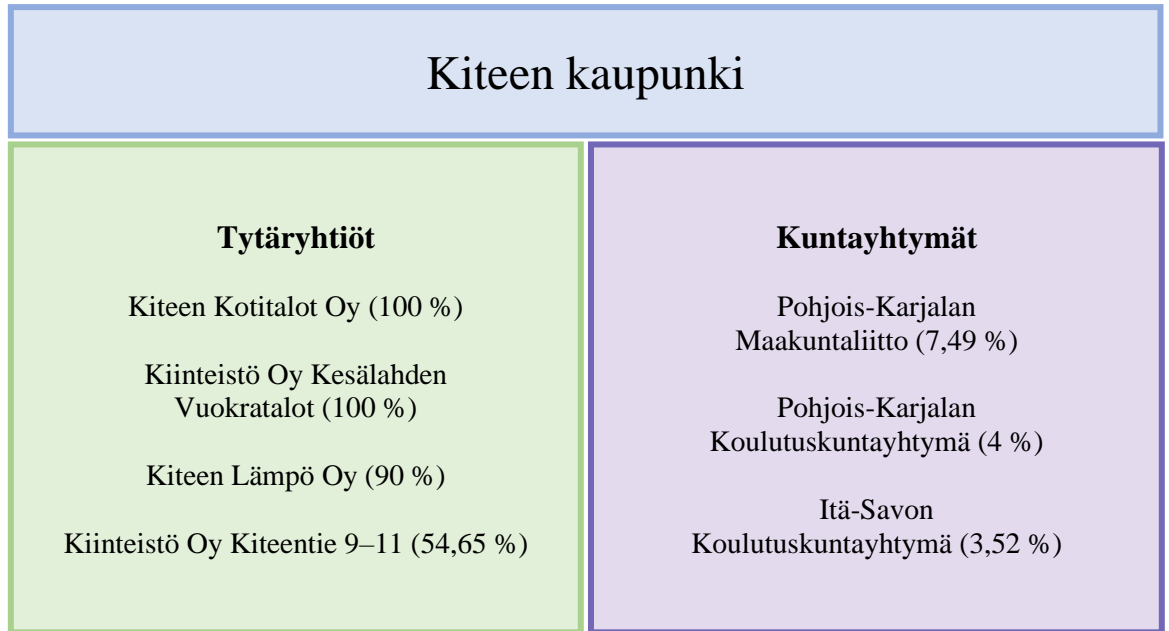 Kiteen kaupunki
Tytäryhtiöt
Kiteen Kotitalot Oy (100 %)
Kiinteistö Oy Kesälahden
Vuokratalot (100 %)
Kiteen Lämpö Oy (90 %)
Kiinteistö Oy Kiteentie 9–11 (54,65 %)
Kuntayhtymät
Pohjois-Karjalan
Maakuntaliitto (7,49 %)
Pohjois-Karjalan
Koulutuskuntayhtymä (4 %)
Itä-Savon
Koulutuskuntayhtymä (3,52 %)